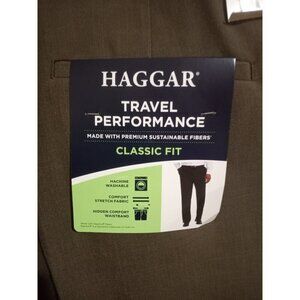 HAGGAR®
TRAVEL
PERFORMANCE
MADE WITH PREMIUM SUSTAINABLE FIBERS*
CLASSIC FIT
MACHINE
WASHABLE
COMFORT
STRETCH FABRIC
HIDDEN COMFORT
WAISTBAND